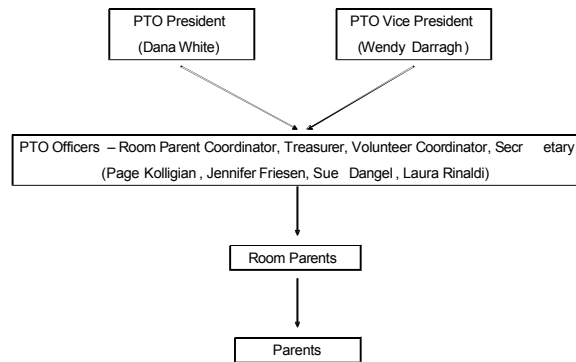 PTO President
(Dana White)
PTO Vice President
(Wendy Darragh)
PTO Officers – Room Parent Coordinator, Treasurer, Volunteer Coordinator, Secr etary
(Page Kolligian , Jennifer Friesen, Sue Dangel , Laura Rinaldi)
Room Parents
Parents